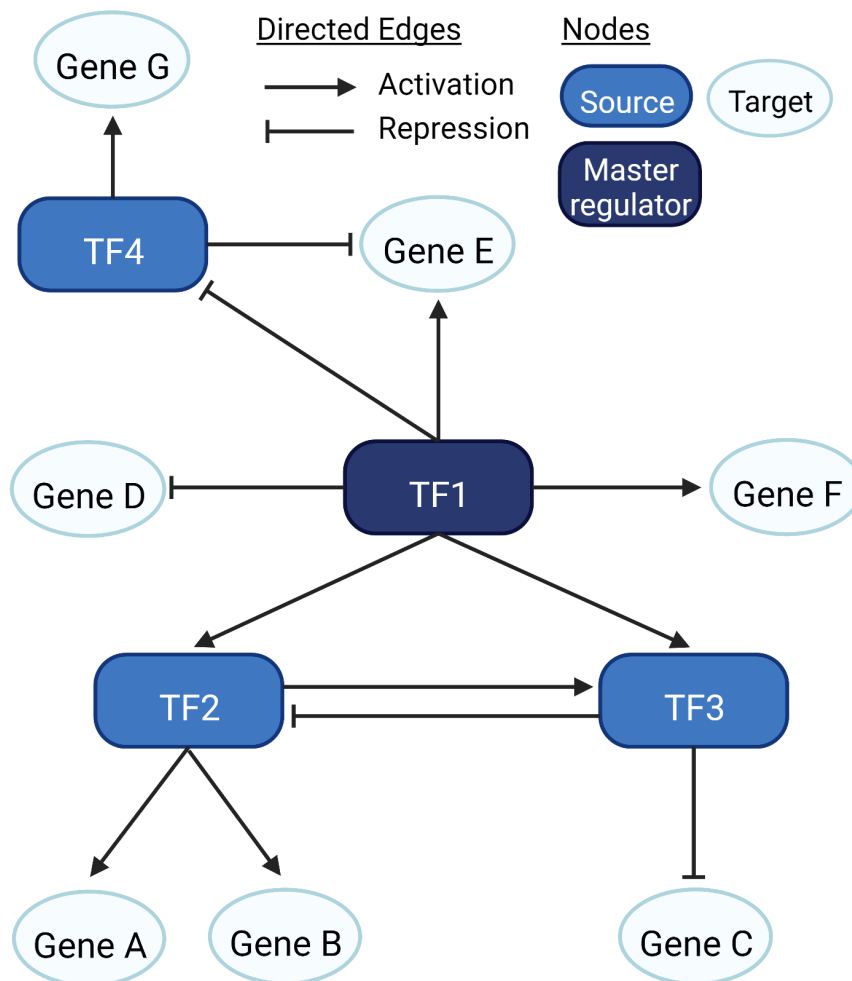 Directed Edges
Nodes
Activation
Repression
Source
Target
Master
regulator
Gene G
TF4
Gene E
Gene D
TF1
Gene F
TF2
TF3
Gene A
Gene B
Gene C